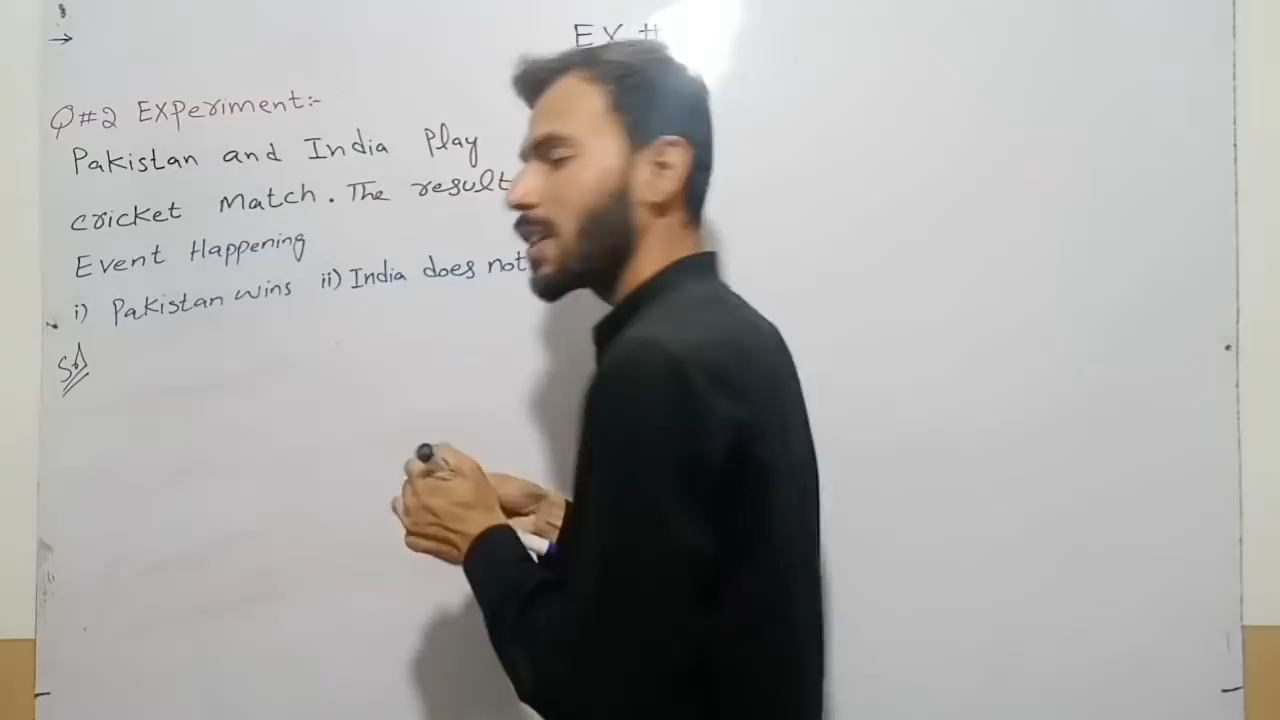 EX #
Q#2 Experiment:-
Pakistan and India Play
cricket Match. The result
Event Happening
i) Pakistan wins ii) India does not
Sol